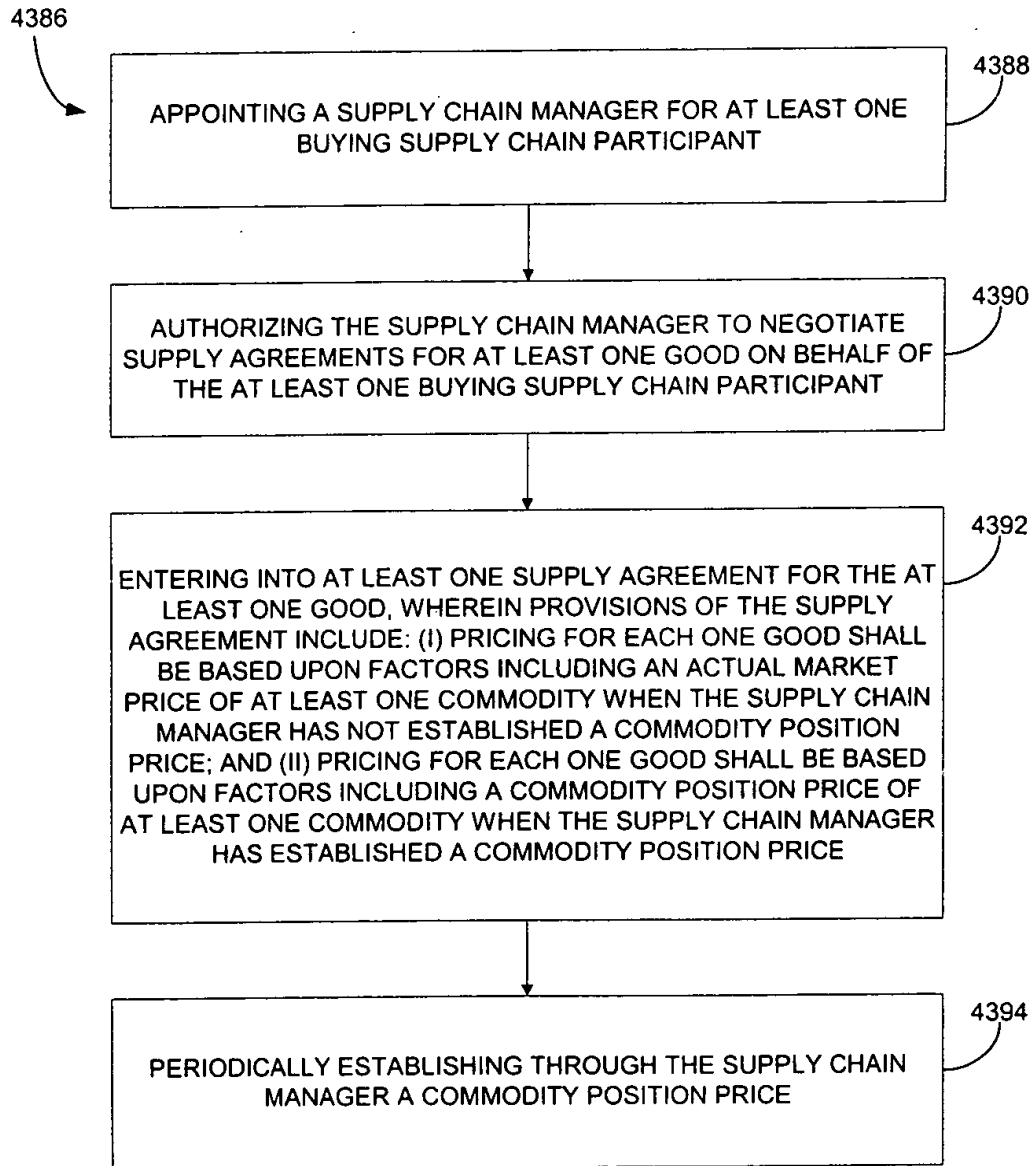 4386
4388
APPOINTING A SUPPLY CHAIN MANAGER FOR AT LEAST ONE
BUYING SUPPLY CHAIN PARTICIPANT
4390
AUTHORIZING THE SUPPLY CHAIN MANAGER TO NEGOTIATE
SUPPLY AGREEMENTS FOR AT LEAST ONE GOOD ON BEHALF OF
THE AT LEAST ONE BUYING SUPPLY CHAIN PARTICIPANT
4392
ENTERING INTO AT LEAST ONE SUPPLY AGREEMENT FOR THE AT
LEAST ONE GOOD, WHEREIN PROVISIONS OF THE SUPPLY
AGREEMENT INCLUDE: (I) PRICING FOR EACH ONE GOOD SHALL
BE BASED UPON FACTORS INCLUDING AN ACTUAL MARKET
PRICE OF AT LEAST ONE COMMODITY WHEN THE SUPPLY CHAIN
MANAGER HAS NOT ESTABLISHED A COMMODITY POSITION
PRICE; AND (II) PRICING FOR EACH ONE GOOD SHALL BE BASED
UPON FACTORS INCLUDING A COMMODITY POSITION PRICE OF
AT LEAST ONE COMMODITY WHEN THE SUPPLY CHAIN MANAGER
HAS ESTABLISHED A COMMODITY POSITION PRICE
4394
PERIODICALLY ESTABLISHING THROUGH THE SUPPLY CHAIN
MANAGER A COMMODITY POSITION PRICE